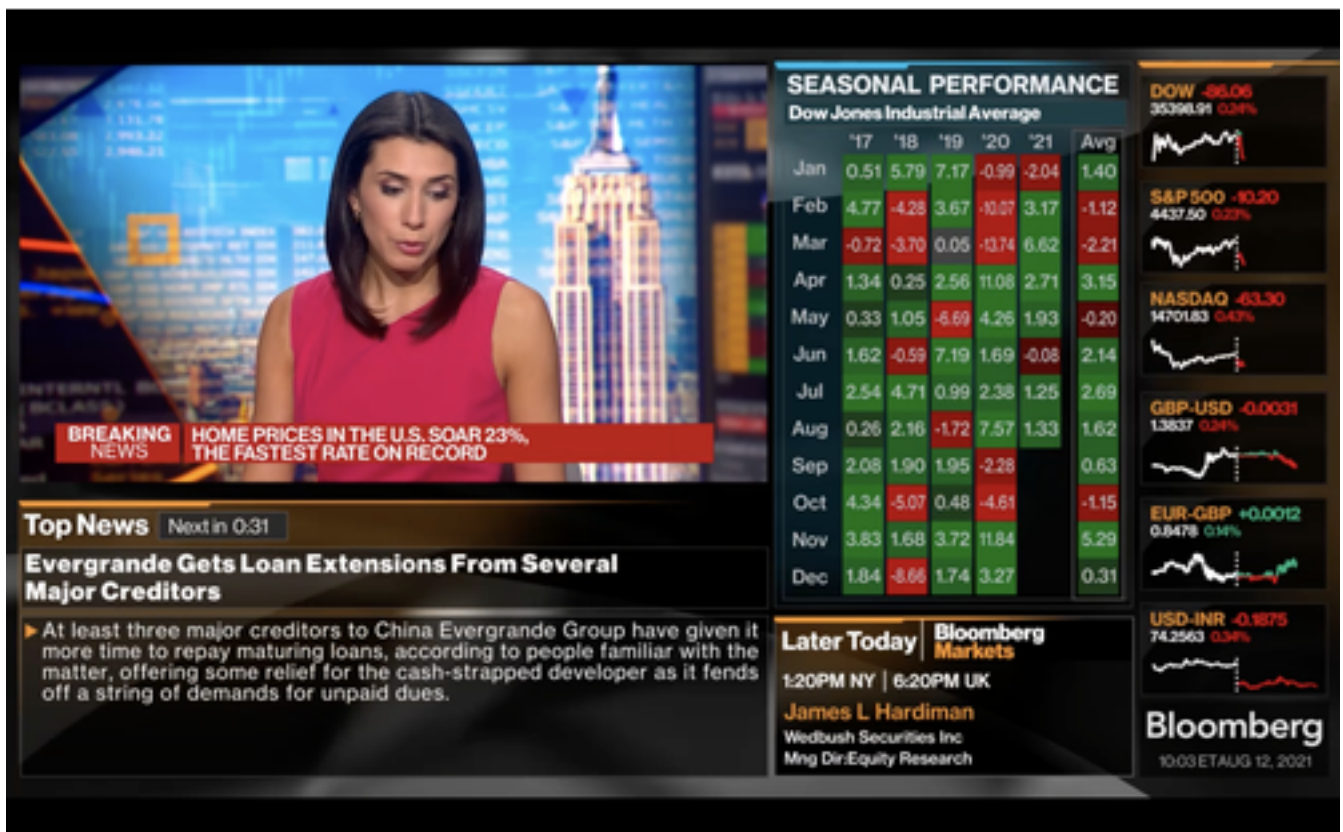 BREAKING NEWS
HOME PRICES IN THE U.S. SOAR 23%,
THE FASTEST RATE ON RECORD
Top News Next in 0:31
Evergrande Gets Loan Extensions From Several
Major Creditors
At least three major creditors to China Evergrande Group have given it
more time to repay maturing loans, according to people familiar with the
matter, offering some relief for the cash-strapped developer as it fends
off a string of demands for unpaid dues.
SEASONAL PERFORMANCE
Dow Jones Industrial Average
'17 '18 '19 '20 '21 Avg
Jan 0.51 5.79 7.17 -0.99 -2.04 1.40
Feb 4.77 -4.28 3.67 -10.07 3.17 -1.12
Mar -0.72 -3.70 0.05 -13.74 6.62 -2.21
Apr 1.34 0.25 2.56 11.08 2.71 3.15
May 0.33 1.05 -6.69 4.26 1.93 -0.20
Jun 1.62 -0.59 7.19 1.69 -0.08 2.14
Jul 2.54 4.71 0.99 2.38 1.25 2.69
Aug 0.26 2.16 -1.72 7.57 1.33 1.62
Sep 2.08 1.90 1.95 -2.28 0.63
Oct 4.34 -5.07 0.48 -4.61 -1.15
Nov 3.83 1.68 3.72 11.84 5.29
Dec 1.84 -8.66 1.74 3.27 0.31
Later Today Bloomberg Markets
1:20PM NY | 6:20PM UK
James L Hardiman
Wedbush Securities Inc
Mng Dir:Equity Research
DOW -86.06
35398.91 0.24%
S&P 500 -10.20
4437.50 0.23%
NASDAQ -63.30
14701.83 0.43%
GBP-USD -0.0031
1.3837 0.24%
EUR-GBP +0.0012
0.8478 0.14%
USD-INR -0.1875
74.2563 0.34%
Bloomberg
10:03 ET AUG 12, 2021